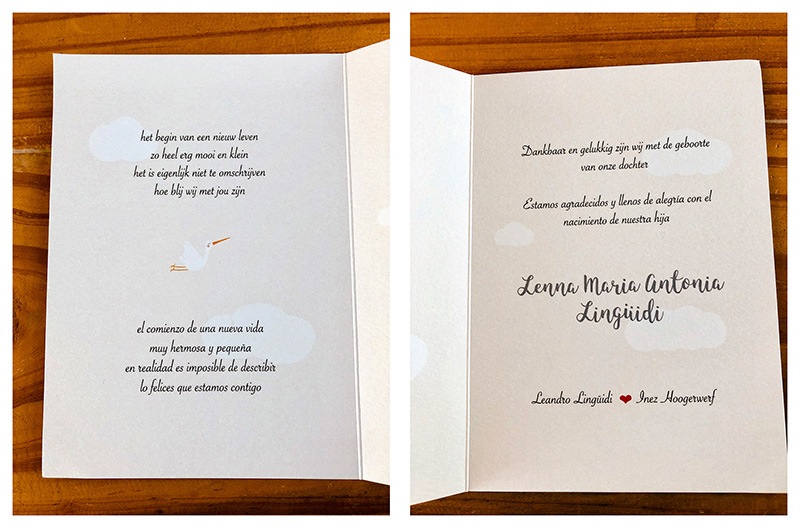 het begin van een nieuw leven
zo heel erg mooi en klein
het is eigenlijk niet te omschrijven
hoe blij wij met jou zijn
el comienzo de una nueva vida
muy hermosa y pequeña
en realidad es imposible de describir
lo felices que estamos contigo
Dankbaar en gelukkig zijn wij met de geboorte
van onze dochter
Estamos agradecidos y llenos de alegría con el
nacimiento de nuestra hija
Lenna Maria Antonia
Lingüidi
Leandro Lingüidi ❤ Inez Hoogerwerf